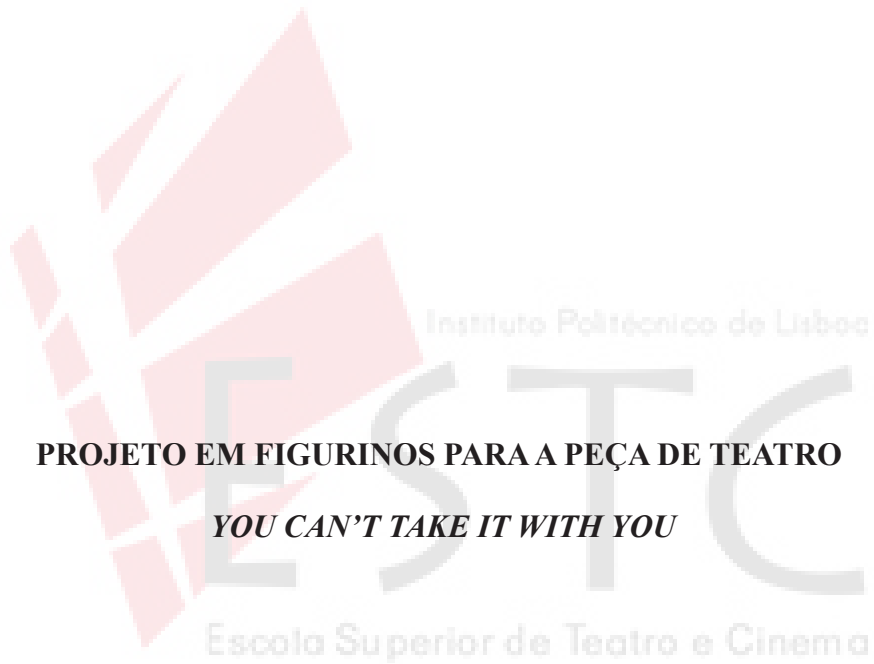 Instituto Politécnico de Lisboa
ESTC
PROJETO EM FIGURINOS PARA A PEÇA DE TEATRO
YOU CAN’T TAKE IT WITH YOU
Escola Superior de Teatro e Cinema